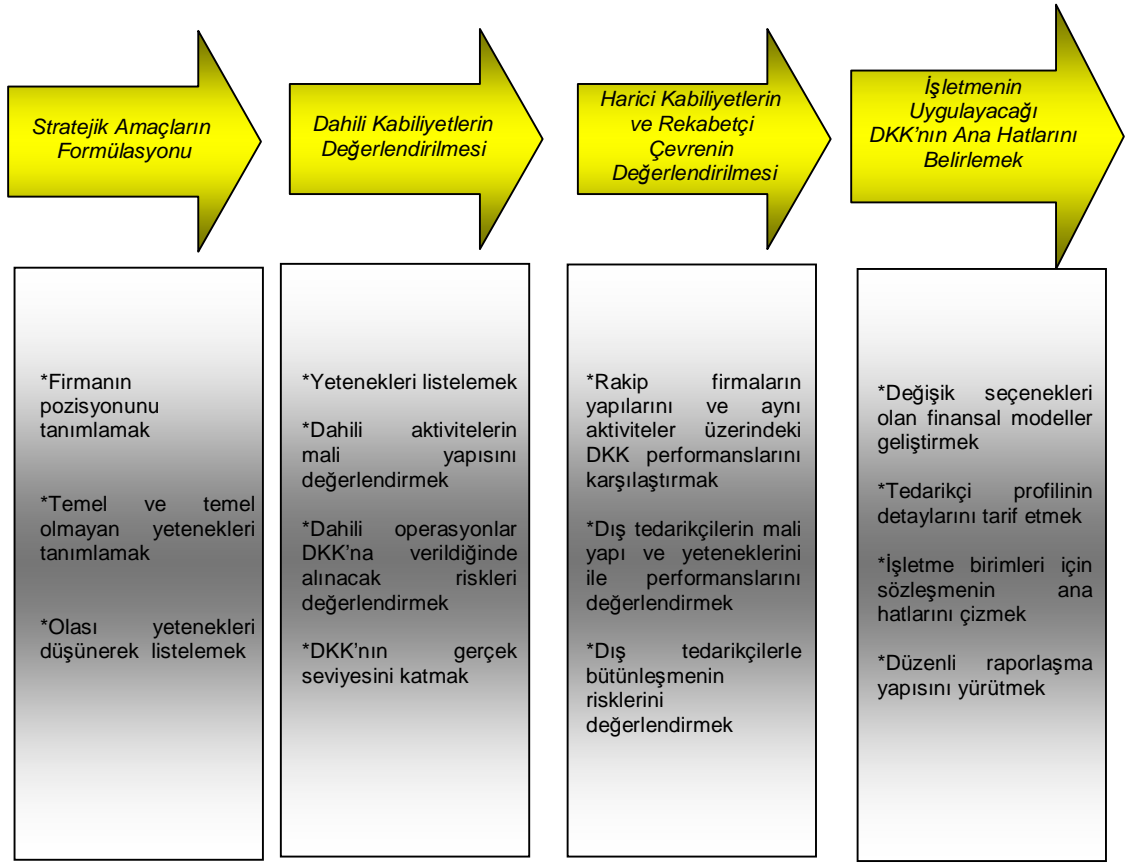 Stratejik Amaçların
Formülasyonu
Dahili Kabiliyetlerin
Değerlendirilmesi
Harici Kabiliyetlerin
ve Rekabetçi
Çevrenin
Değerlendirilmesi
İşletmenin
Uygulayacağı
DKK’nın Ana Hatlarını
Belirlemek
*Firmanın
pozisyonunu
tanımlamak
*Temel ve temel
olmayan yetenekleri
tanımlamak
*Olası yetenekleri
düşünerek listelemek
*Yetenekleri listelemek
*Dahili aktivitelerin
mali yapısını
değerlendirmek
*Dahili operasyonlar
DKK’na verildiğinde
alınacak riskleri
değerlendirmek
*DKK’nın gerçek
seviyesini katmak
*Rakip firmaların
yapılarını ve aynı
aktiviteler üzerindeki
DKK performanslarını
karşılaştırmak
*Dış tedarikçilerin mali
yapı ve yeteneklerini
ile performanslarını
değerlendirmek
*Dış tedarikçilerle
bütünleşmenin
risklerini
değerlendirmek
*Değişik seçenekleri
olan finansal modeller
geliştirmek
*Tedarikçi profilinin
detaylarını tarif etmek
*İşletme birimleri için
sözleşmenin ana
hatlarını çizmek
*Düzenli raporlaşma
yapısını yürütmek